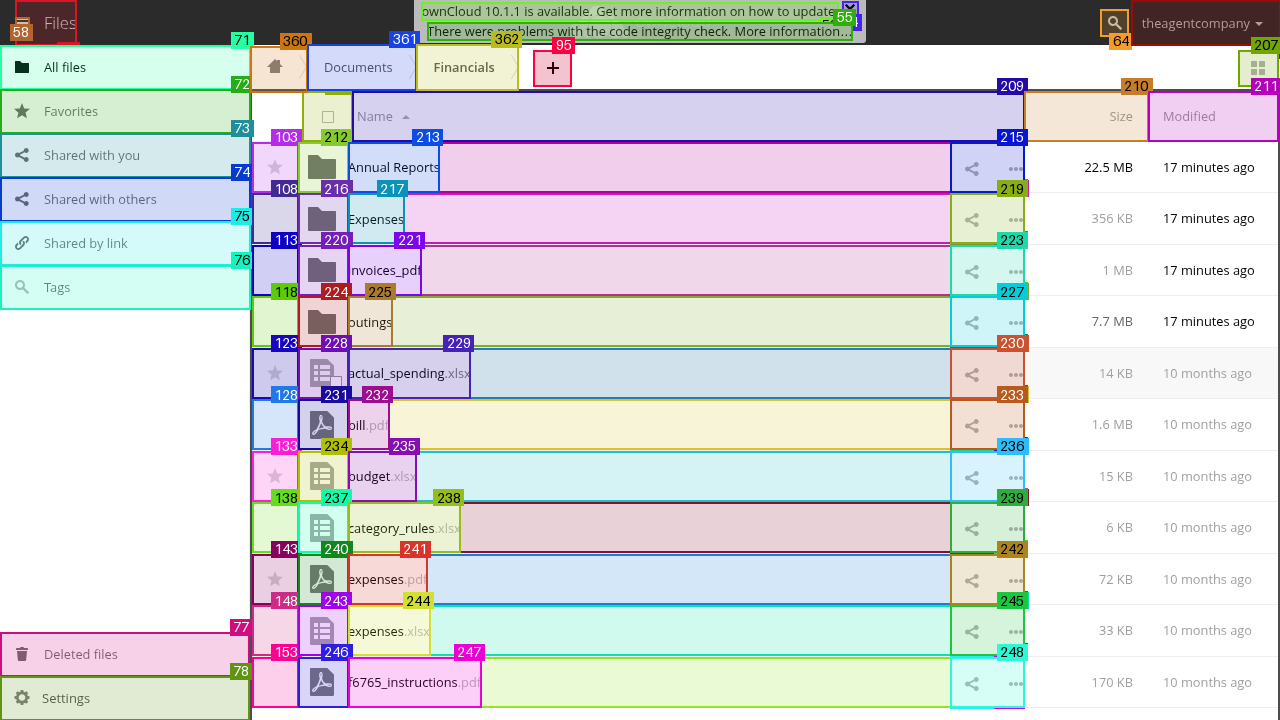 Files
58
ownCloud 10.1.1 is available. Get more information on how to update.
There were problems with the code integrity check. More information...
55
64
theagentcompany
71
All files
72
Favorites
73
Shared with you
74
Shared with others
75
Shared by link
76
Tags
77
Deleted files
78
Settings
360
361
Documents
362
Financials
95
+
207
209
Name
210
Size
211
Modified
103
212
213
Annual Reports
215
22.5 MB
17 minutes ago
108
216
217
Expenses
219
356 KB
17 minutes ago
113
220
221
invoices_pdf
223
1 MB
17 minutes ago
118
224
225
outings
227
7.7 MB
17 minutes ago
123
228
229
actual_spending.xlsx
230
14 KB
10 months ago
128
231
232
bill.pdf
233
1.6 MB
10 months ago
133
234
235
budget.xlsx
236
15 KB
10 months ago
138
237
238
category_rules.xlsx
239
6 KB
10 months ago
143
240
241
expenses.pdf
242
72 KB
10 months ago
148
243
244
expenses.xlsx
245
33 KB
10 months ago
153
246
247
f6765_instructions.pdf
248
170 KB
10 months ago